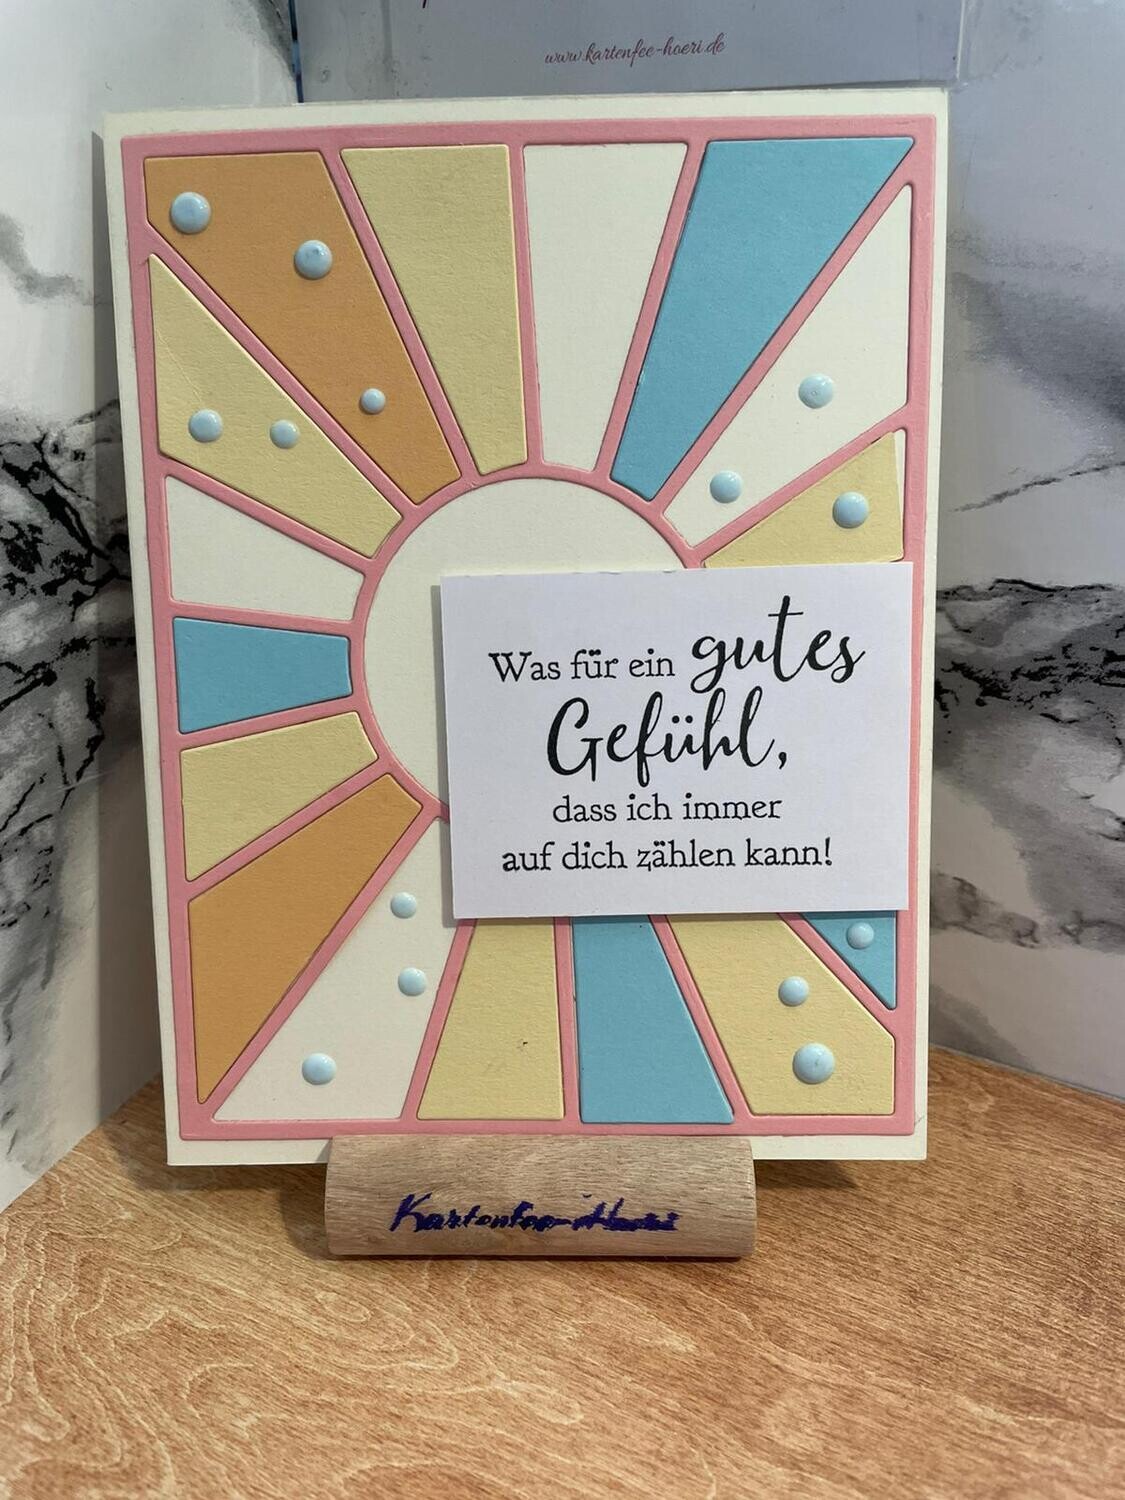 www.kartenfee-hoeri.de
Was für ein gutes
Gefühl,
dass ich immer
auf dich zählen kann!
Kartenfee-Hoeri